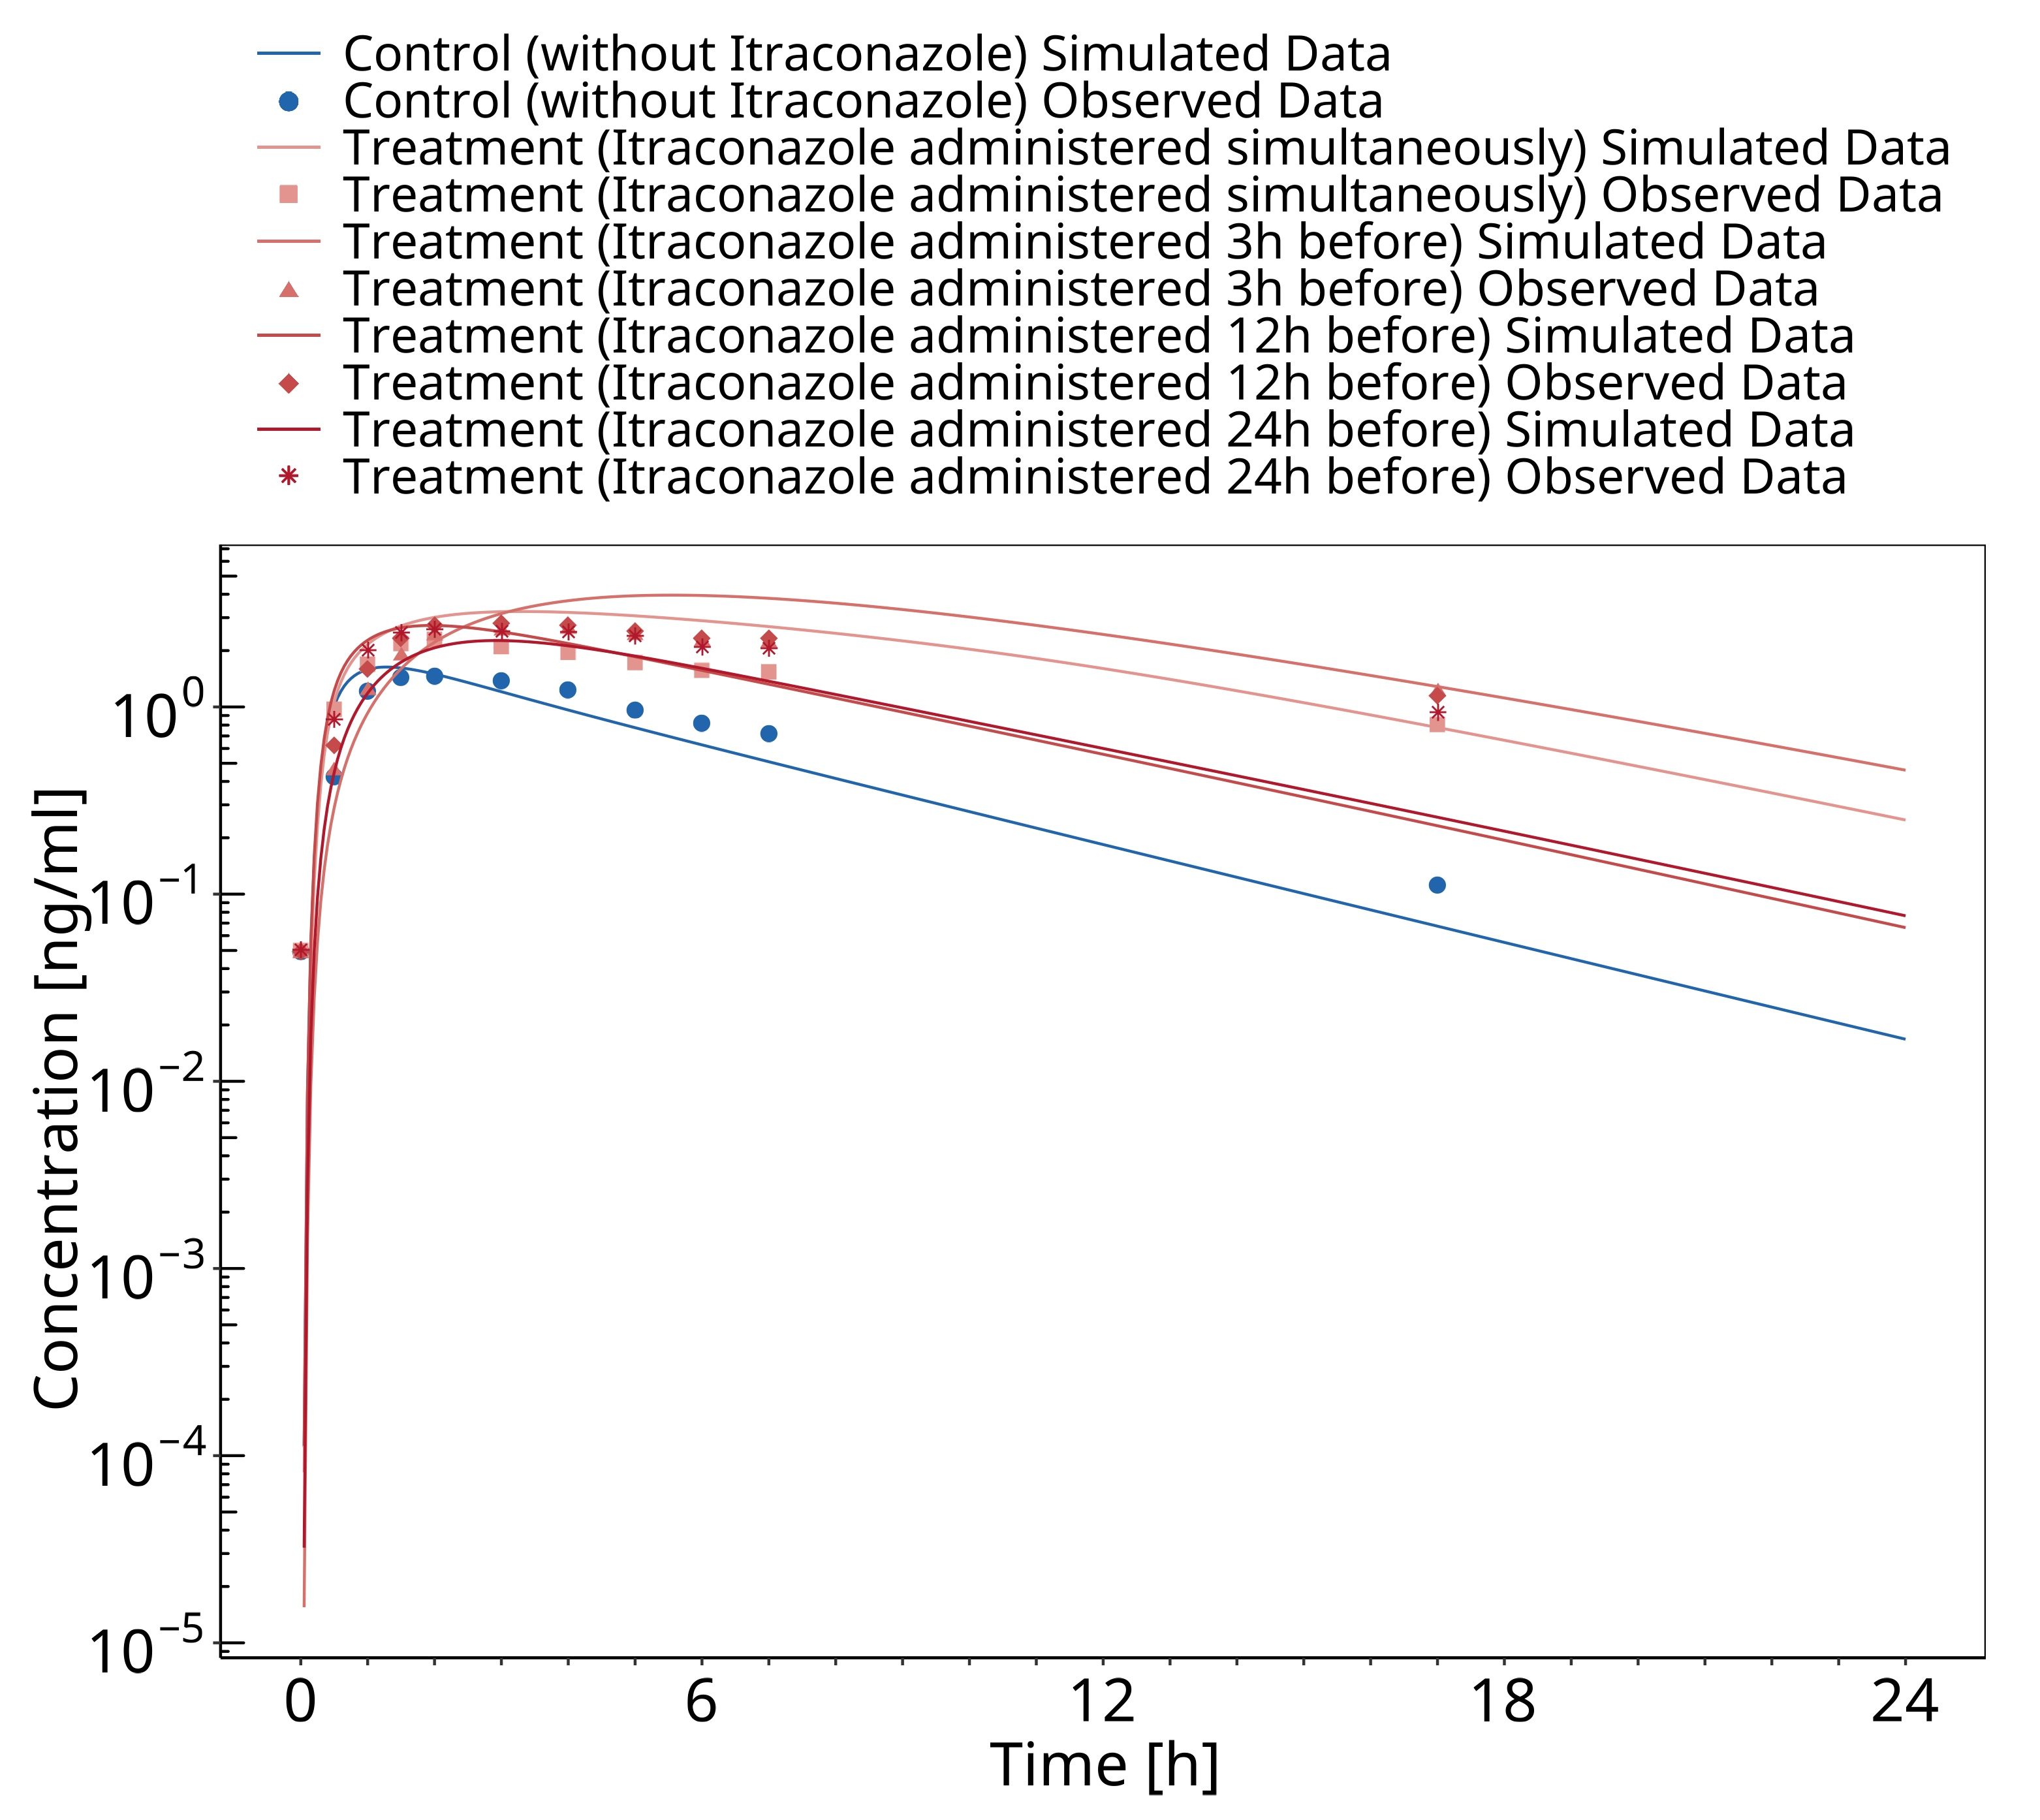 Control (without Itraconazole) Simulated Data
Control (without Itraconazole) Observed Data
Treatment (Itraconazole administered simultaneously) Simulated Data
Treatment (Itraconazole administered simultaneously) Observed Data
Treatment (Itraconazole administered 3h before) Simulated Data
Treatment (Itraconazole administered 3h before) Observed Data
Treatment (Itraconazole administered 12h before) Simulated Data
Treatment (Itraconazole administered 12h before) Observed Data
Treatment (Itraconazole administered 24h before) Simulated Data
Treatment (Itraconazole administered 24h before) Observed Data
Concentration [ng/ml]
10⁰
10⁻¹
10⁻²
10⁻³
10⁻⁴
10⁻⁵
0 6 12 18 24
Time [h]